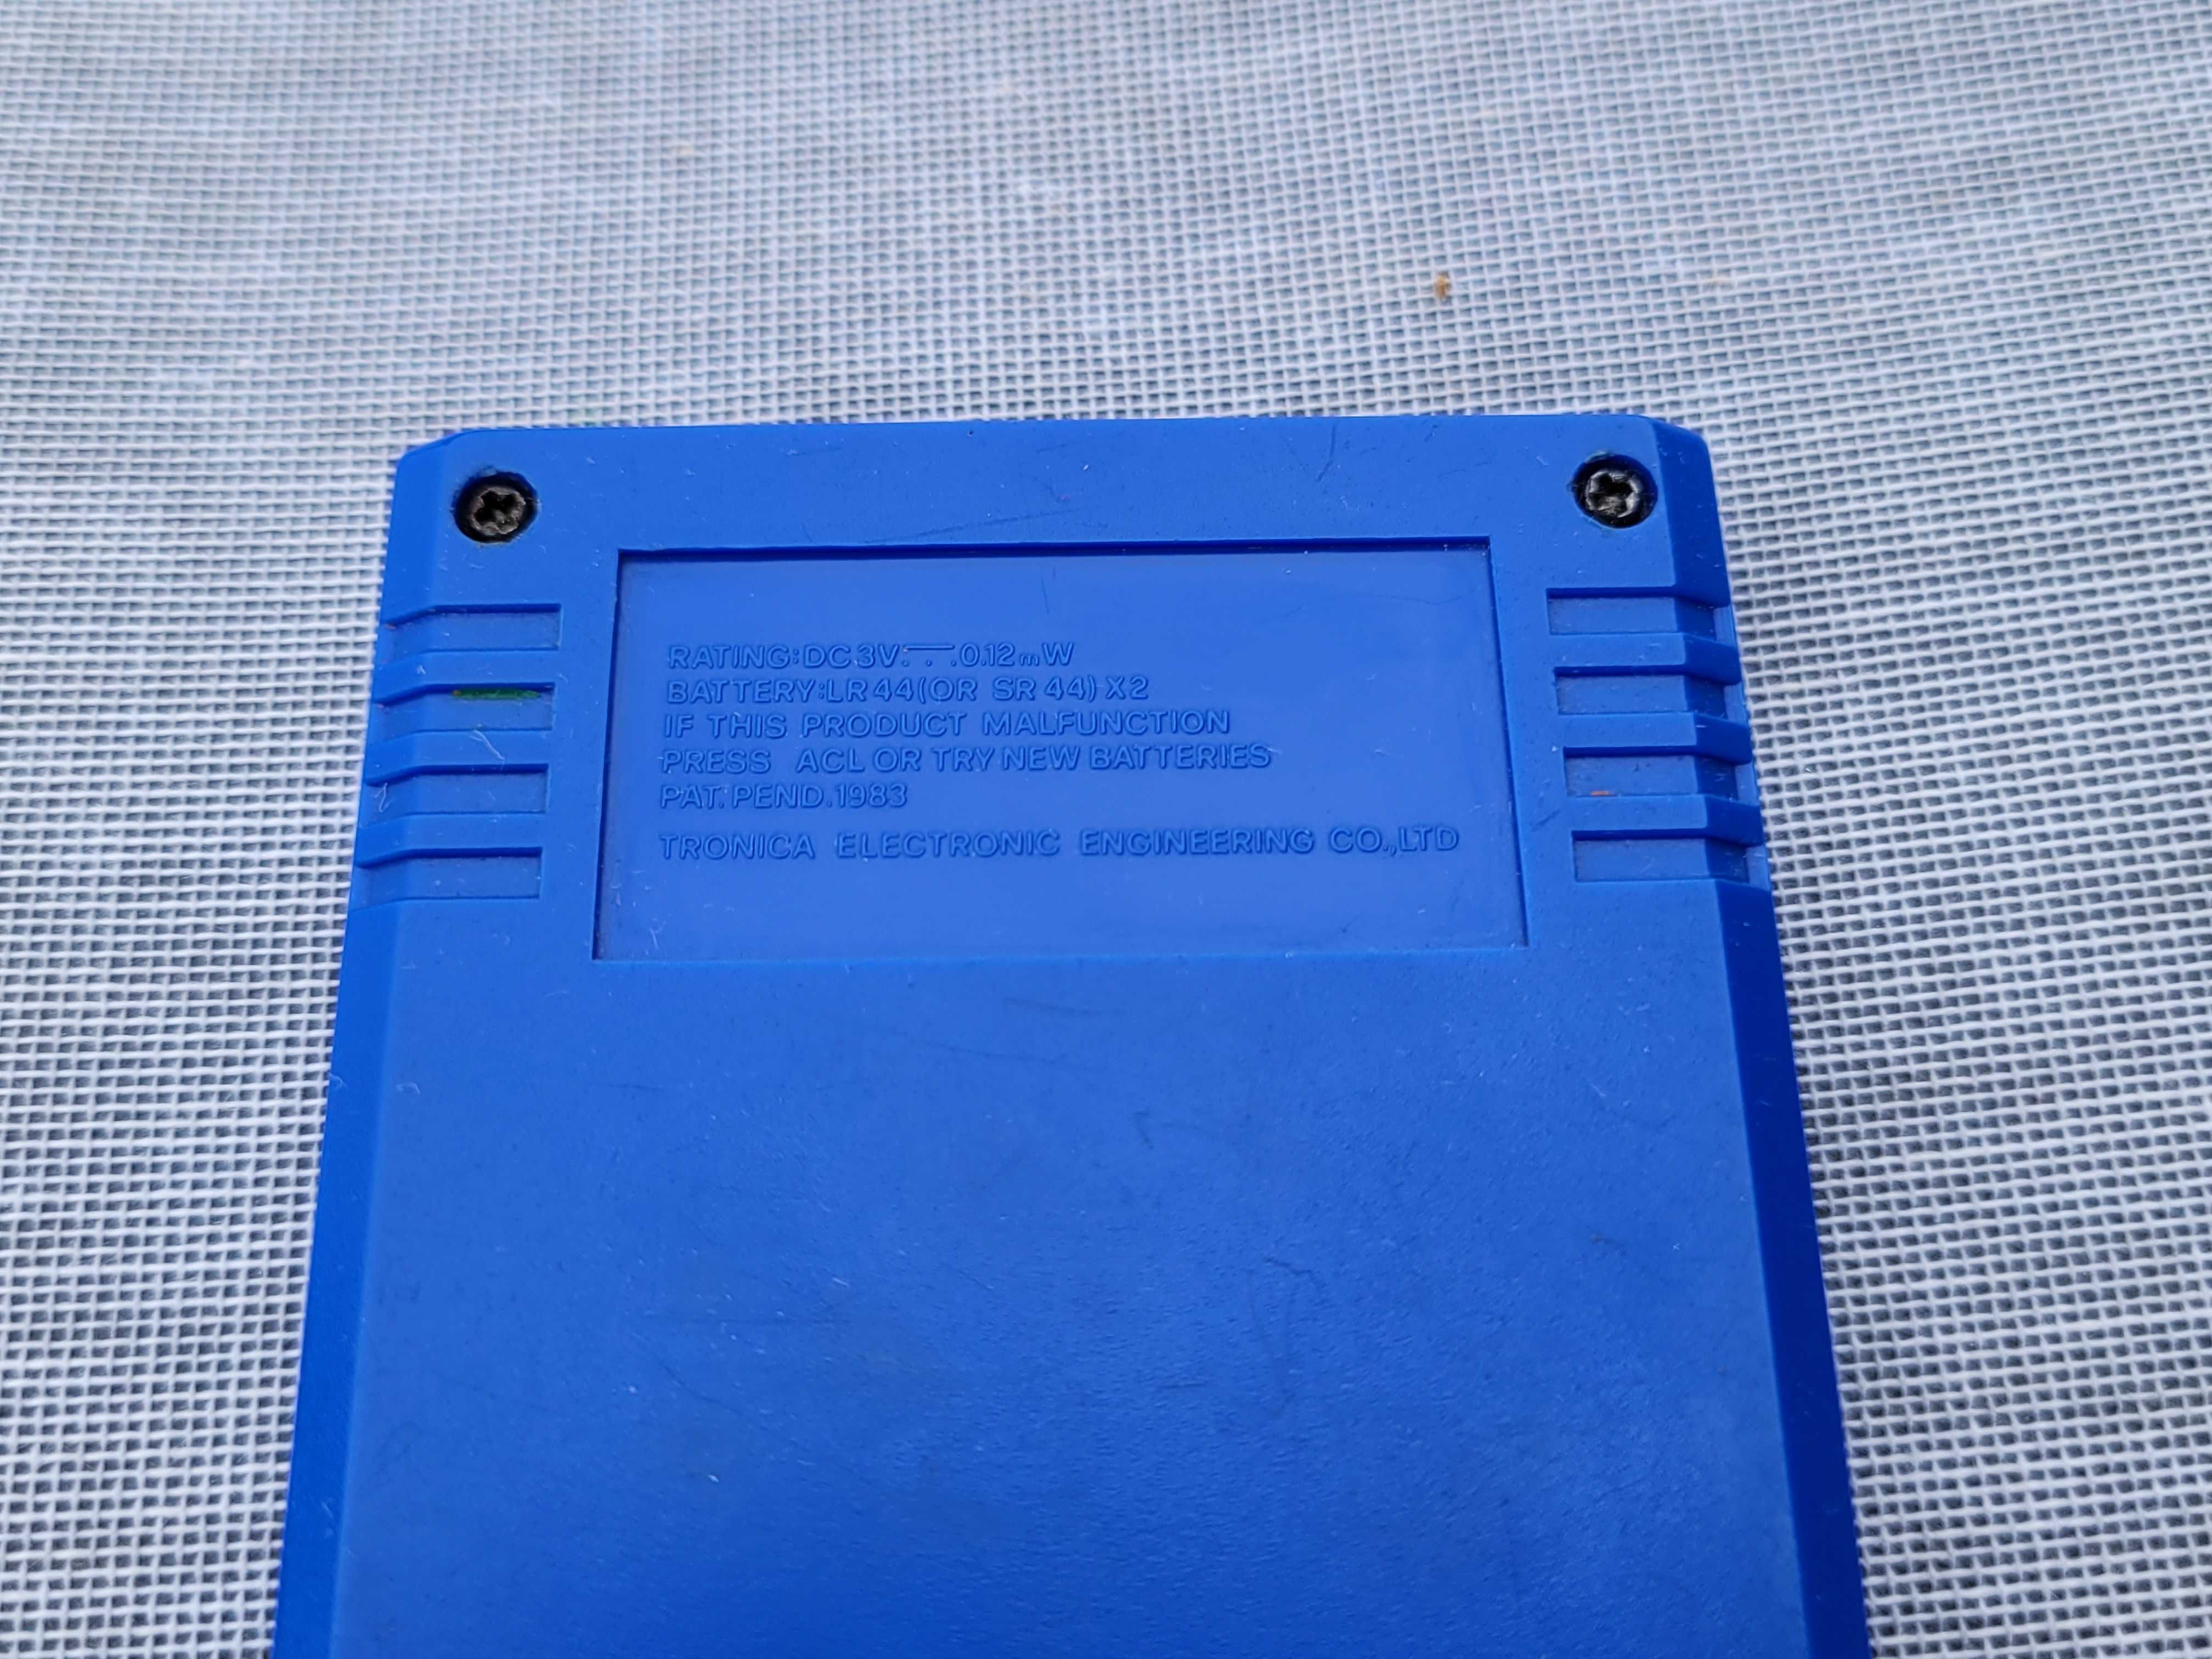 RATING:DC3V⎓0.12mW
BATTERY:LR44(OR SR44)X2
IF THIS PRODUCT MALFUNCTION
PRESS ACL OR TRY NEW BATTERIES
PAT.PEND.1983
TRONICA ELECTRONIC ENGINEERING CO.,LTD